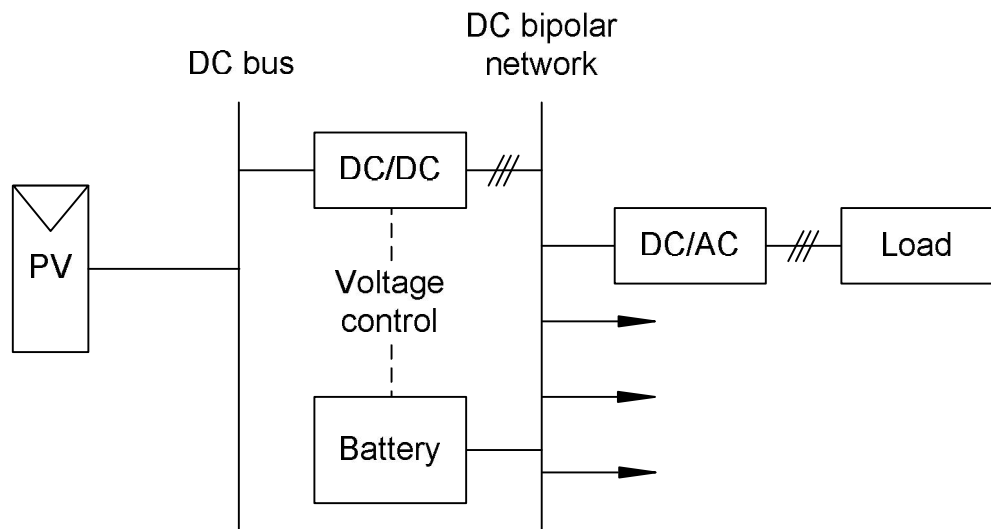 DC bus
DC bipolar
network
DC/DC
PV
Voltage
control
DC/AC
Load
Battery